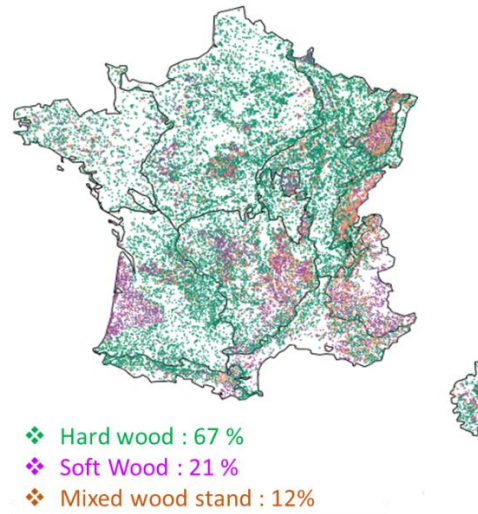 ❖ Hard wood : 67 %
❖ Soft Wood : 21 %
❖ Mixed wood stand : 12%